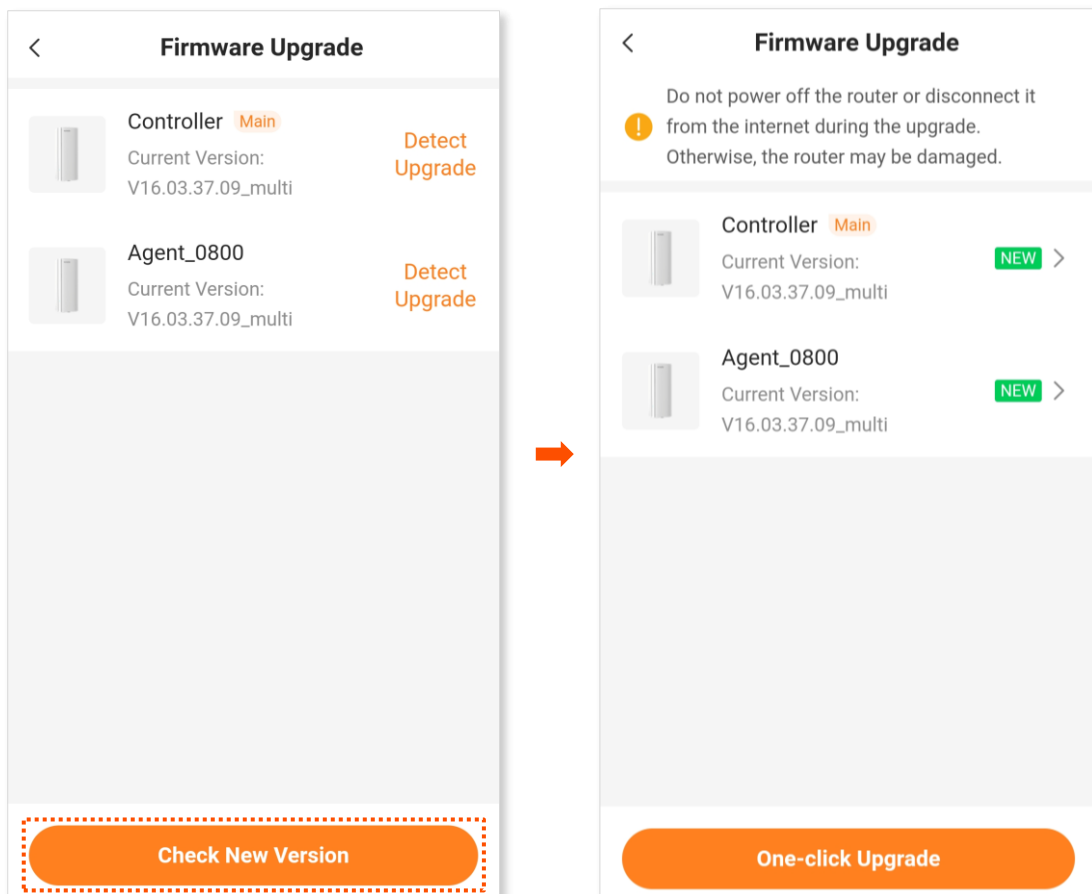 Firmware Upgrade
Controller Main
Current Version:
V16.03.37.09_multi
Detect
Upgrade
Agent_0800
Current Version:
V16.03.37.09_multi
Detect
Upgrade
Check New Version
Firmware Upgrade
Do not power off the router or disconnect it
from the internet during the upgrade.
Otherwise, the router may be damaged.
Controller Main
Current Version:
V16.03.37.09_multi
NEW
Agent_0800
Current Version:
V16.03.37.09_multi
NEW
One-click Upgrade